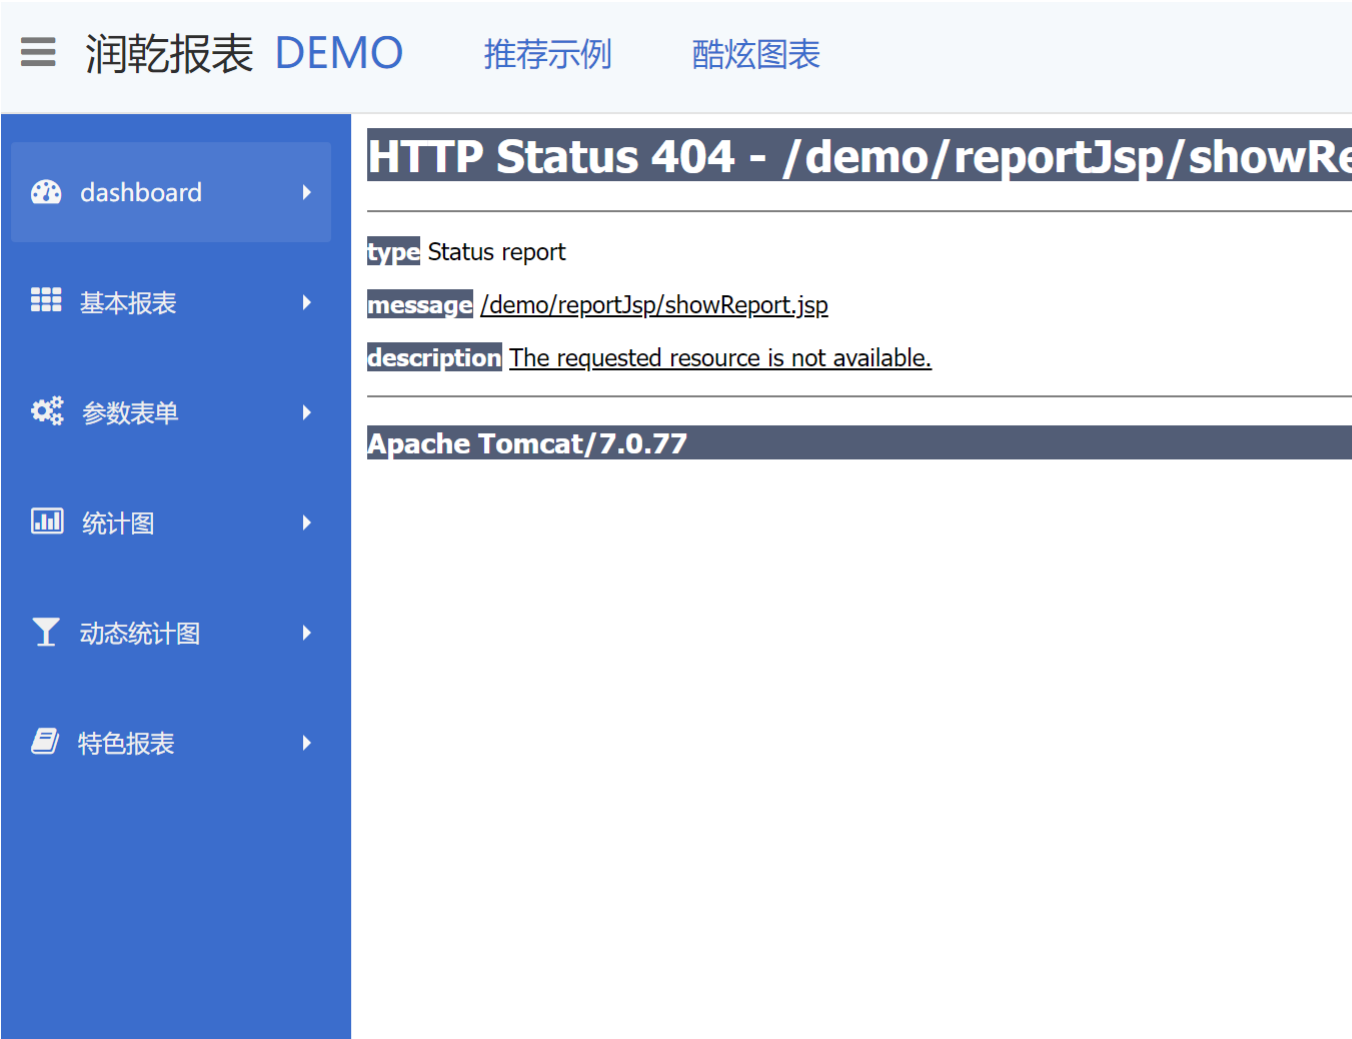 润乾报表 DEMO 推荐示例 酷炫图表
dashboard
基本报表
参数表单
统计图
动态统计图
特色报表
HTTP Status 404 - /demo/reportJsp/showRe
type Status report
message /demo/reportJsp/showReport.jsp
description The requested resource is not available.
Apache Tomcat/7.0.77